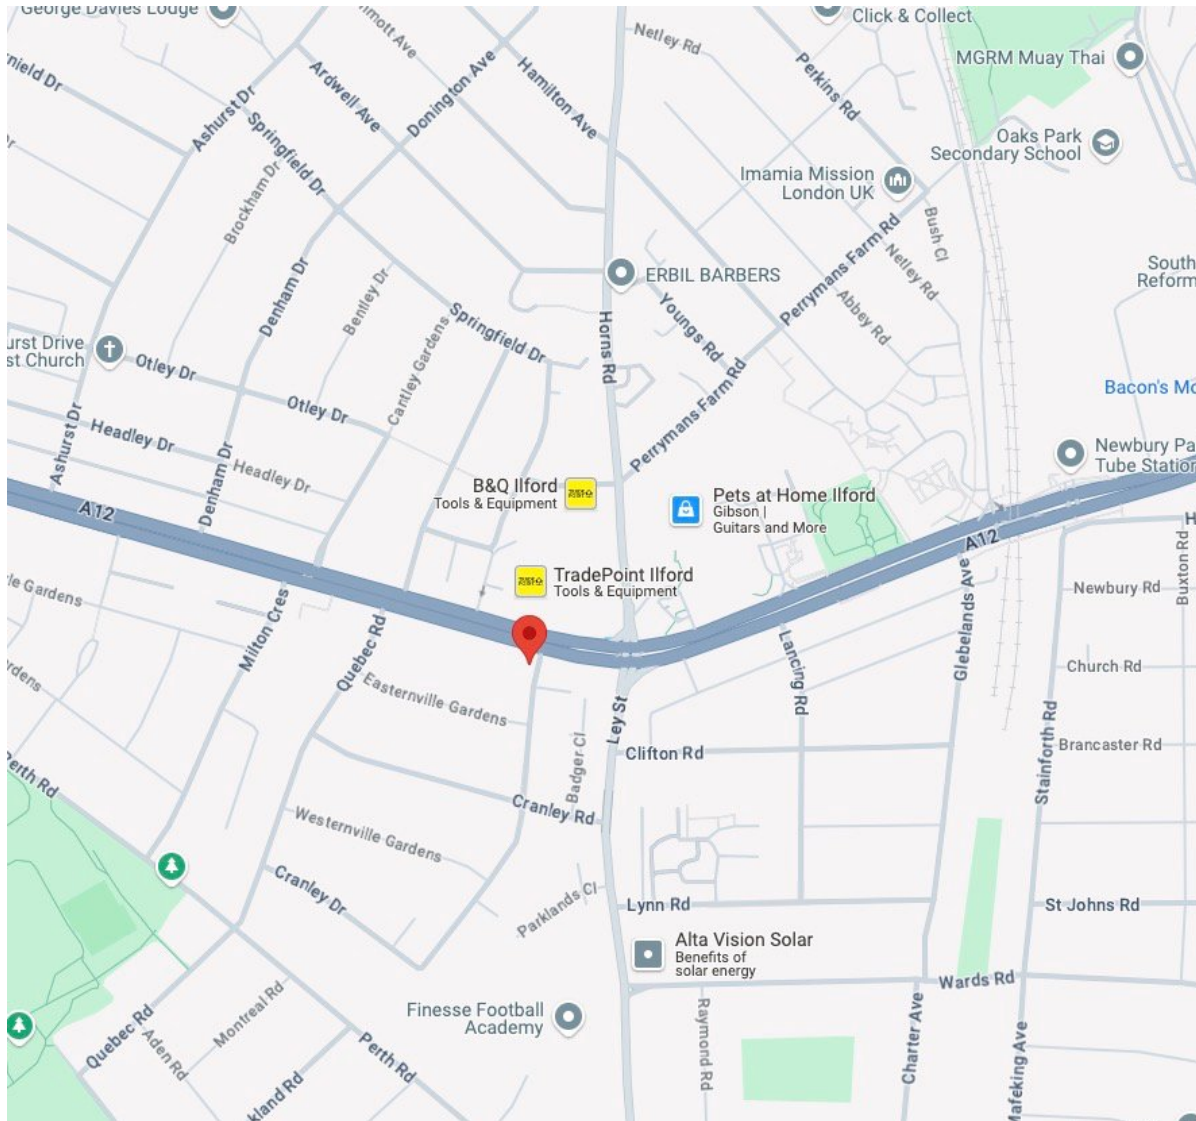 George Davies Lodge
Click & Collect
Netley Rd
MGRM Muay Thai
Ardwell Ave
Donington Ave
Hamilton Ave
Perkins Rd
Ashurst Dr
Springfield Dr
Oaks Park
Secondary School
Imamia Mission
London UK
Brockham Dr
Bush Cl
Perrymans Farm Rd
Netley Rd
ERBIL BARBERS
South
Reform
Denham Dr
Bentley Dr
Youngs Rd
Abbey Rd
Springfield Dr
Horns Rd
urst Drive
st Church
Otley Dr
Cantley Gardens
Perrymans Farm Rd
Bacon's Mo
Otley Dr
Ashurst Dr
Headley Dr
Denham Dr
Headley Dr
Newbury Pa
Tube Station
B&Q Ilford
Tools & Equipment
Pets at Home Ilford
Gibson |
Guitars and More
A12
A12
H
Buxton Rd
TradePoint Ilford
Tools & Equipment
Gardens
Milton Cres
Quebec Rd
Glebelands Ave
Newbury Rd
Lancing Rd
Church Rd
Easternville Gardens
Ley St
Badger Cl
Clifton Rd
Brancaster Rd
Stainforth Rd
Perth Rd
Cranley Rd
Westernville Gardens
Cranley Dr
Parklands Cl
Lynn Rd
St Johns Rd
Alta Vision Solar
Benefits of
solar energy
Wards Rd
Finesse Football
Academy
Montreal Rd
Quebec Rd
Aden Rd
Perth Rd
Raymond Rd
Charter Ave
Mafeking Ave
kland Rd